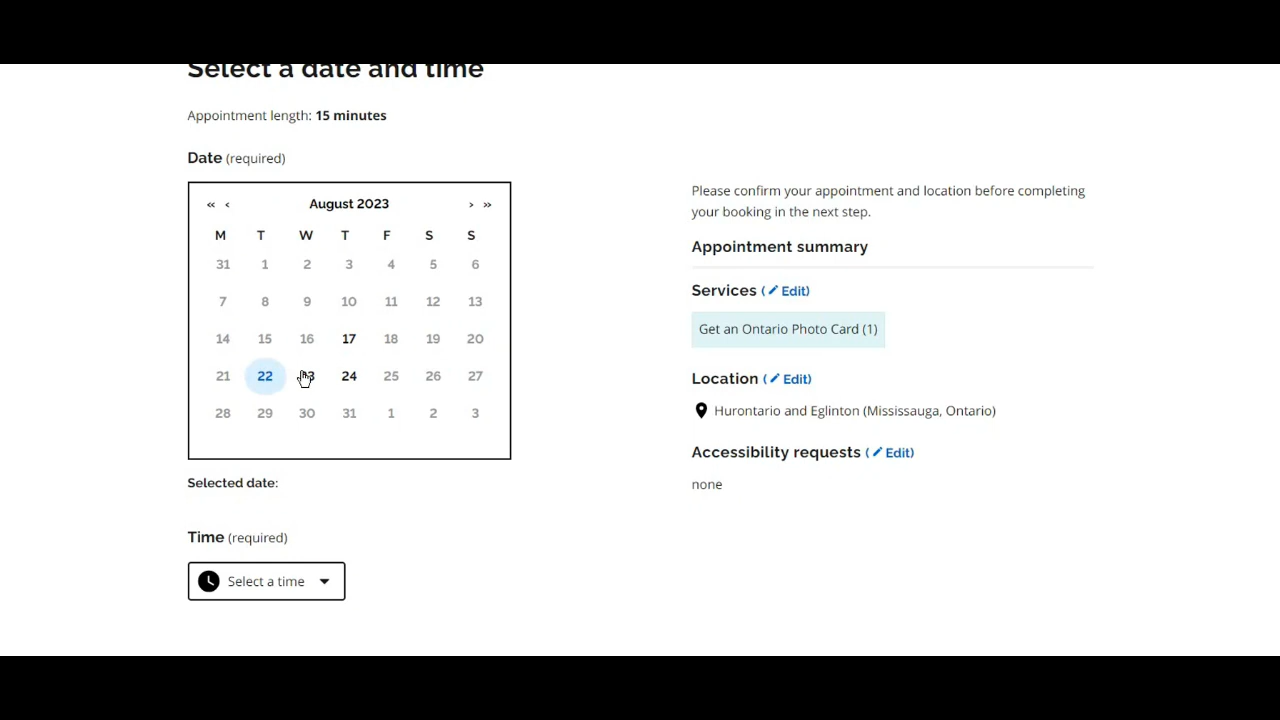 Select a date and time
Appointment length: 15 minutes
Date (required)
« ‹ August 2023 › »
M T W T F S S
31 1 2 3 4 5 6
7 8 9 10 11 12 13
14 15 16 17 18 19 20
21 22 24 25 26 27
28 29 30 31 1 2 3
Selected date:
Time (required)
Select a time
Please confirm your appointment and location before completing
your booking in the next step.
Appointment summary
Services ( Edit)
Get an Ontario Photo Card (1)
Location ( Edit)
Hurontario and Eglinton (Mississauga, Ontario)
Accessibility requests ( Edit)
none